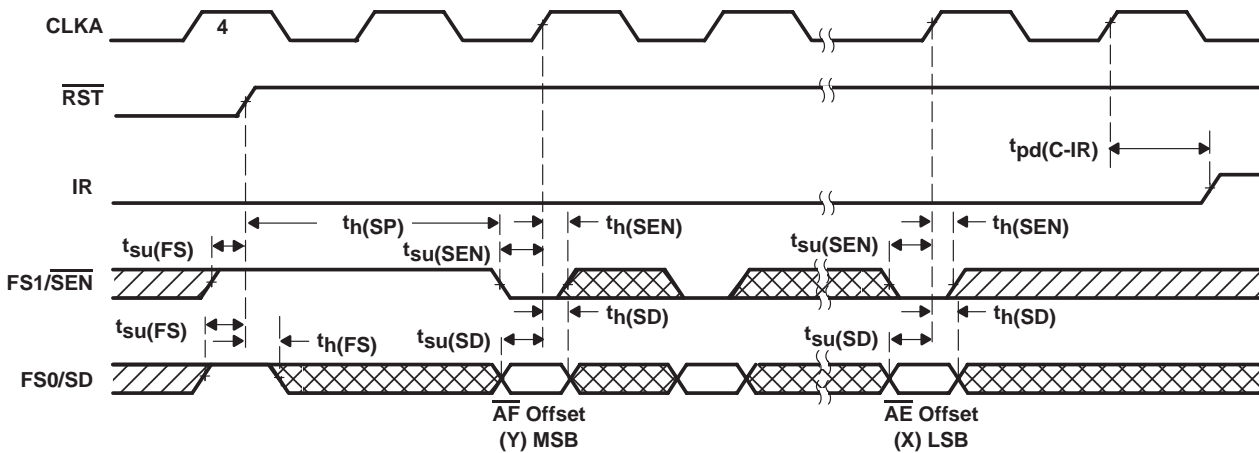 CLKA
4
RST
tpd(C-IR)
IR
th(SP)
th(SEN)
th(SEN)
tsu(FS)
tsu(SEN)
tsu(SEN)
FS1/SEN
th(SD)
th(SD)
tsu(FS)
th(FS)
tsu(SD)
tsu(SD)
FS0/SD
AF Offset
(Y) MSB
AE Offset
(X) LSB